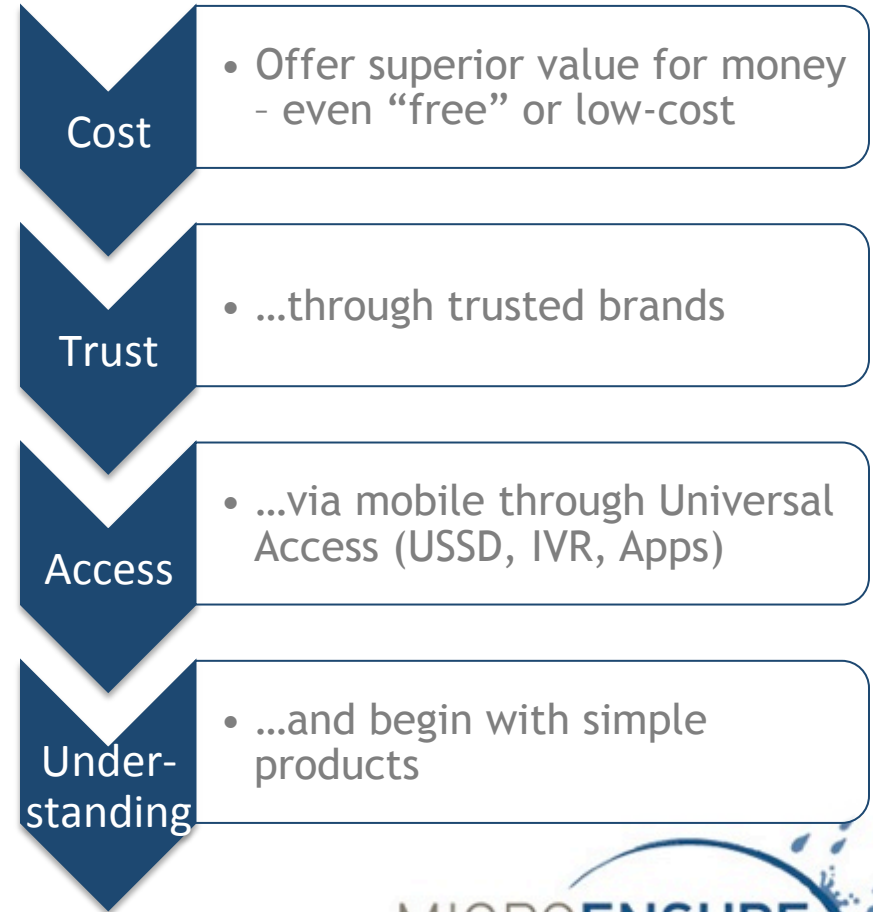 Cost
• Offer superior value for money
– even “free” or low-cost
Trust
• …through trusted brands
Access
• …via mobile through Universal
Access (USSD, IVR, Apps)
Under-
standing
• …and begin with simple
products
MICROENSURE